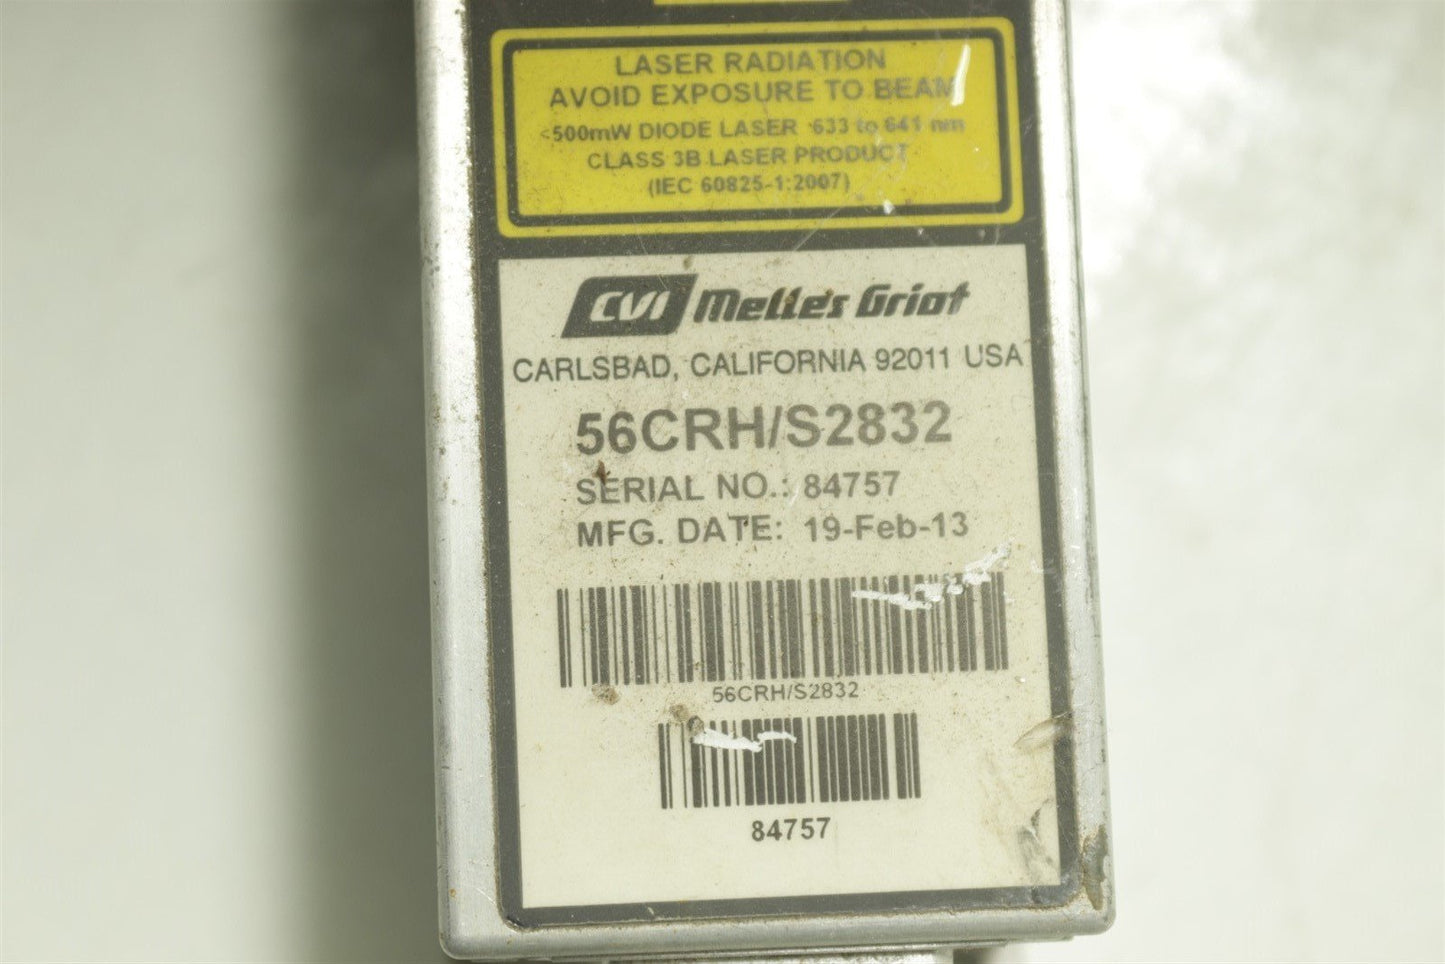 LASER RADIATION
AVOID EXPOSURE TO BEAM
<500mW DIODE LASER 633 to 641 nm
CLASS 3B LASER PRODUCT
(IEC 60825-1:2007)
CVI Melles Griot
CARLSBAD, CALIFORNIA 92011 USA
56CRH/S2832
SERIAL NO.: 84757
MFG. DATE: 19-Feb-13
56CRH/S2832
84757